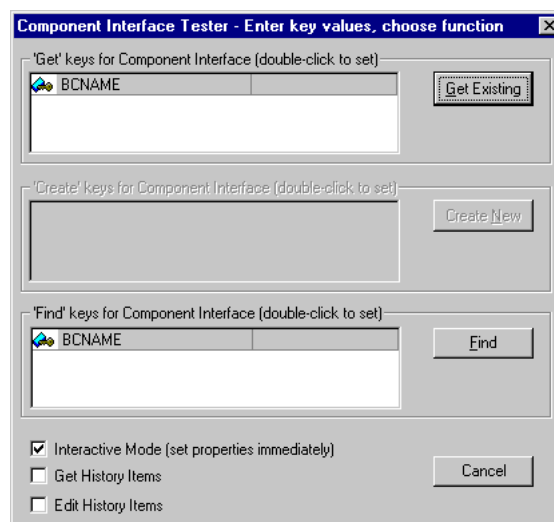 Component Interface Tester - Enter key values, choose function
'Get' keys for Component Interface (double-click to set)
BCNAME
Get Existing
'Create' keys for Component Interface (double-click to set)
Create New
'Find' keys for Component Interface (double-click to set)
BCNAME
Find
Interactive Mode (set properties immediately)
Get History Items
Cancel
Edit History Items